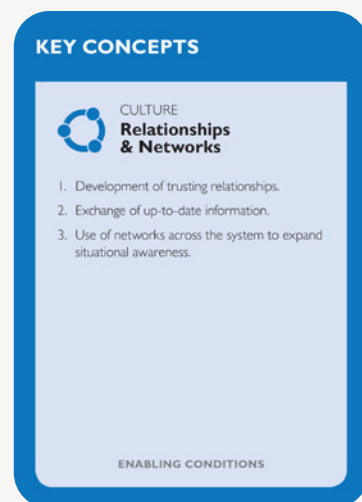 KEY CONCEPTS
CULTURE
Relationships
& Networks
1. Development of trusting relationships.
2. Exchange of up-to-date information.
3. Use of networks across the system to expand
situational awareness.
ENABLING CONDITIONS